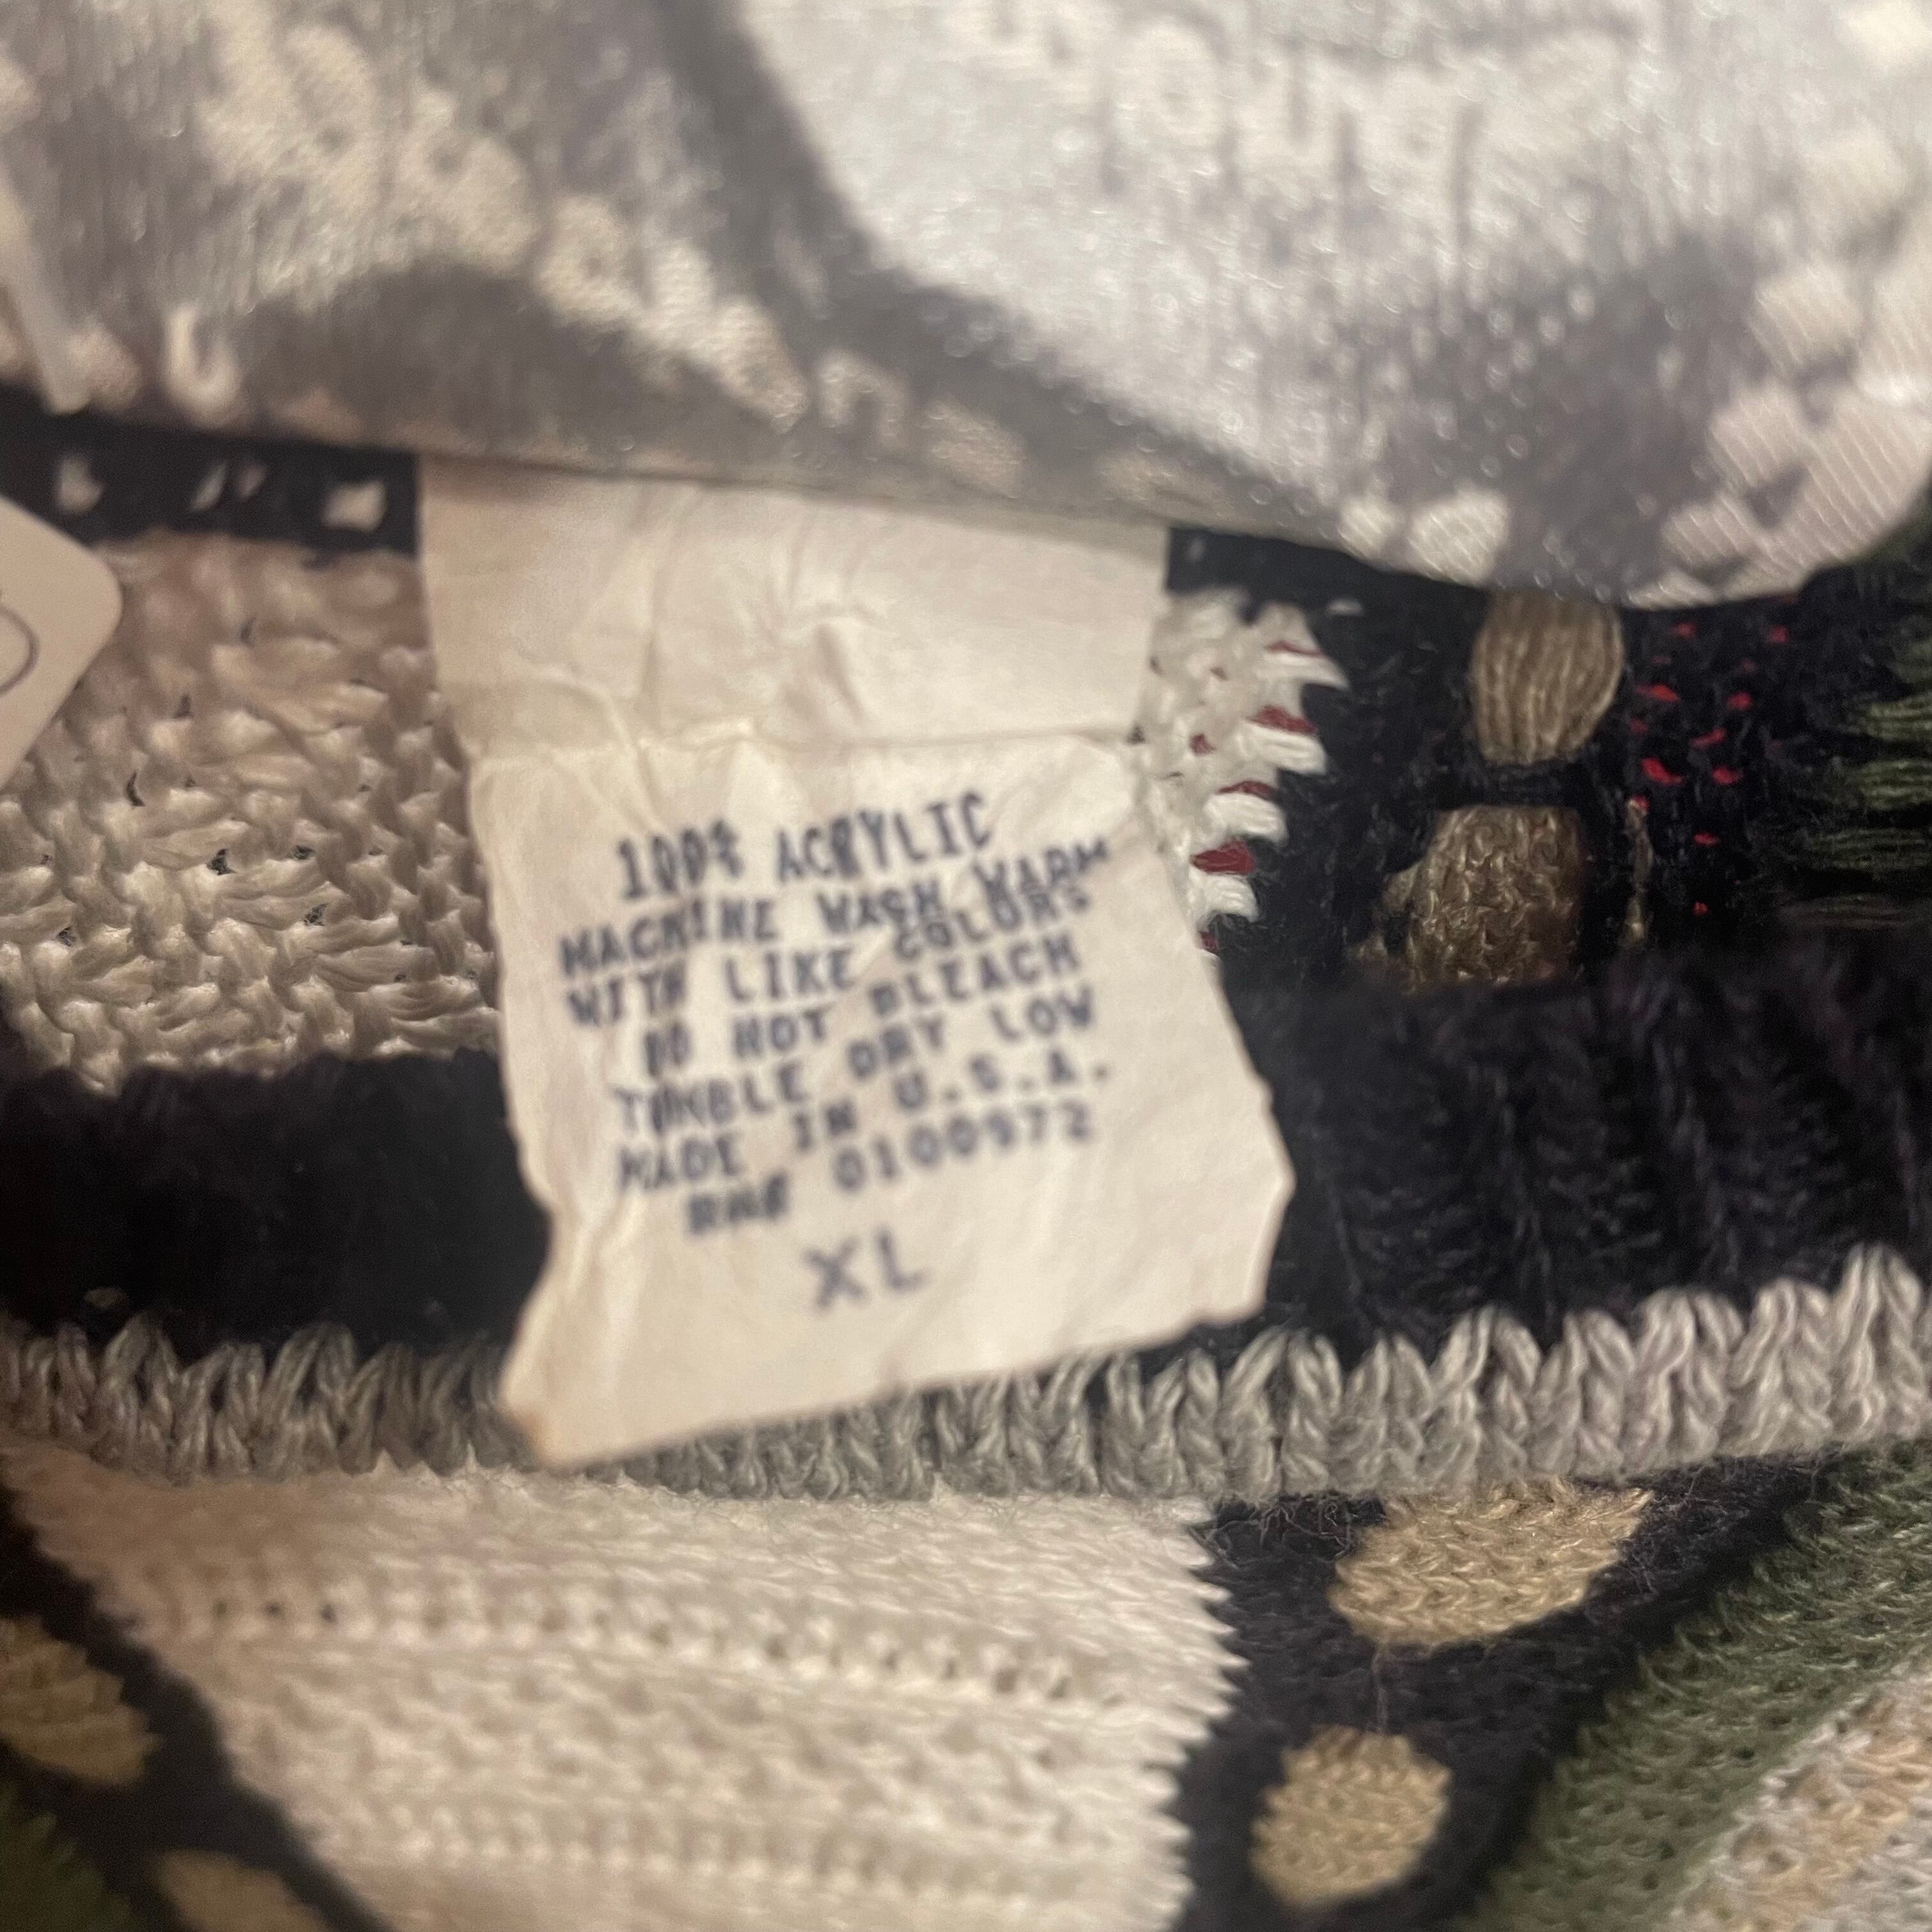 100% ACRYLIC
MACHINE WASH WARM
WITH LIKE COLORS
DO NOT BLEACH
TUMBLE DRY LOW
MADE IN U.S.A.
RN# 0100972
XL